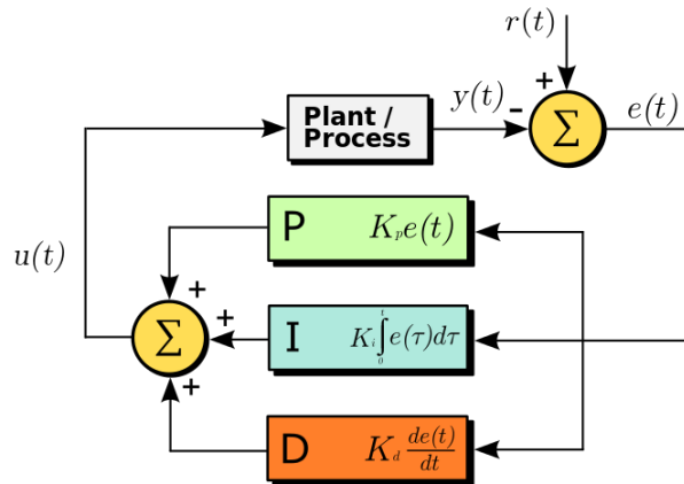 r(t)
+
Plant /
Process
y(t)
-
Σ
e(t)
P K_p e(t)
u(t)
+
Σ
+
I K_i ∫_0^t e(τ)dτ
+
D K_d de(t)/dt